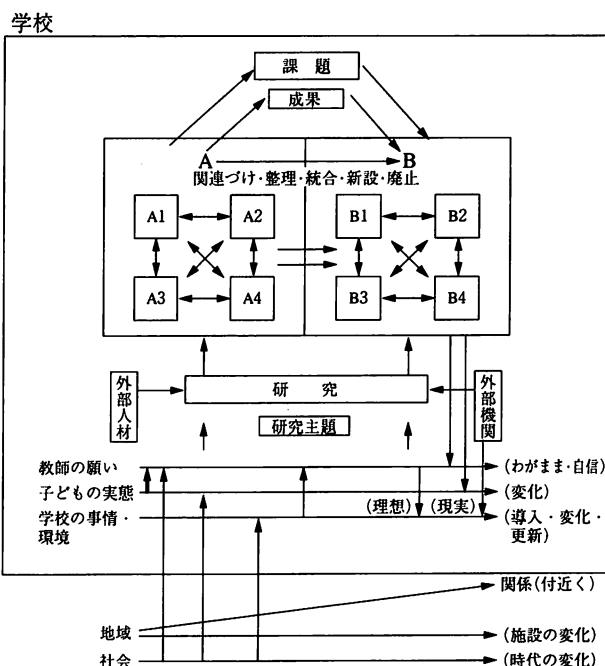 学校
課 題
成果
A B
関連づけ・整理・統合・新設・廃止
A1 A2 B1 B2
A3 A4 B3 B4
外部人材
研 究
外部機関
研究主題
教師の願い (わがまま・自信)
子どもの実態 (変化)
学校の事情・ (理想) (現実) (導入・変化・
環境 更新)
関係(付近く)
地域 (施設の変化)
社会 (時代の変化)